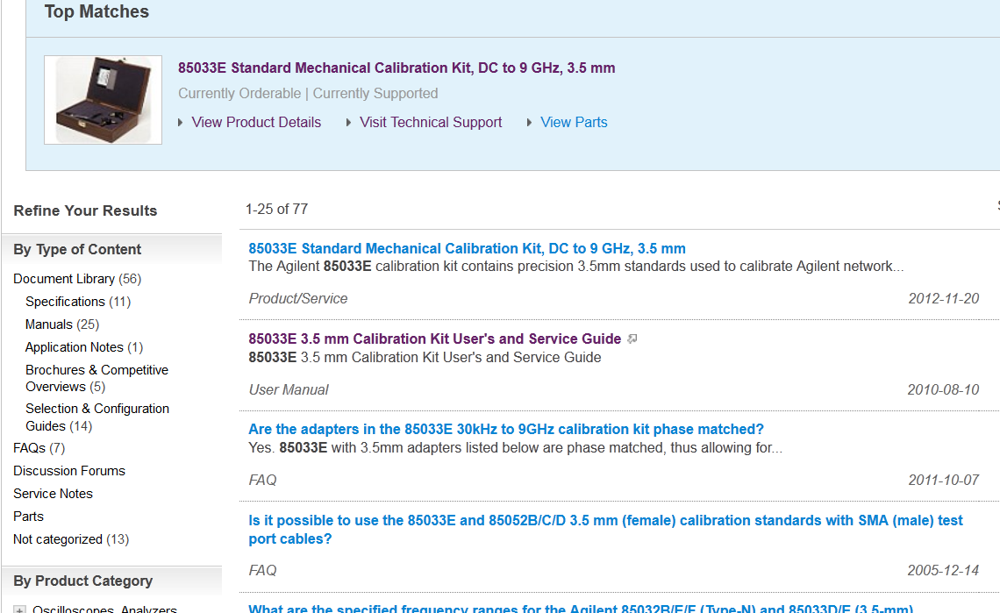 Top Matches
85033E Standard Mechanical Calibration Kit, DC to 9 GHz, 3.5 mm
Currently Orderable | Currently Supported
View Product Details
Visit Technical Support
View Parts
Refine Your Results
1-25 of 77
By Type of Content
Document Library (56)
Specifications (11)
Manuals (25)
Application Notes (1)
Brochures & Competitive
Overviews (5)
Selection & Configuration
Guides (14)
FAQs (7)
Discussion Forums
Service Notes
Parts
Not categorized (13)
By Product Category
Oscilloscopes, Analyzers
85033E Standard Mechanical Calibration Kit, DC to 9 GHz, 3.5 mm
The Agilent 85033E calibration kit contains precision 3.5mm standards used to calibrate Agilent network...
Product/Service
2012-11-20
85033E 3.5 mm Calibration Kit User's and Service Guide
85033E 3.5 mm Calibration Kit User's and Service Guide
User Manual
2010-08-10
Are the adapters in the 85033E 30kHz to 9GHz calibration kit phase matched?
Yes. 85033E with 3.5mm adapters listed below are phase matched, thus allowing for...
FAQ
2011-10-07
Is it possible to use the 85033E and 85052B/C/D 3.5 mm (female) calibration standards with SMA (male) test
port cables?
FAQ
2005-12-14
What are the specified frequency ranges for the Agilent 85032B/E/F (Type-N) and 85033D/E (3.5-mm)